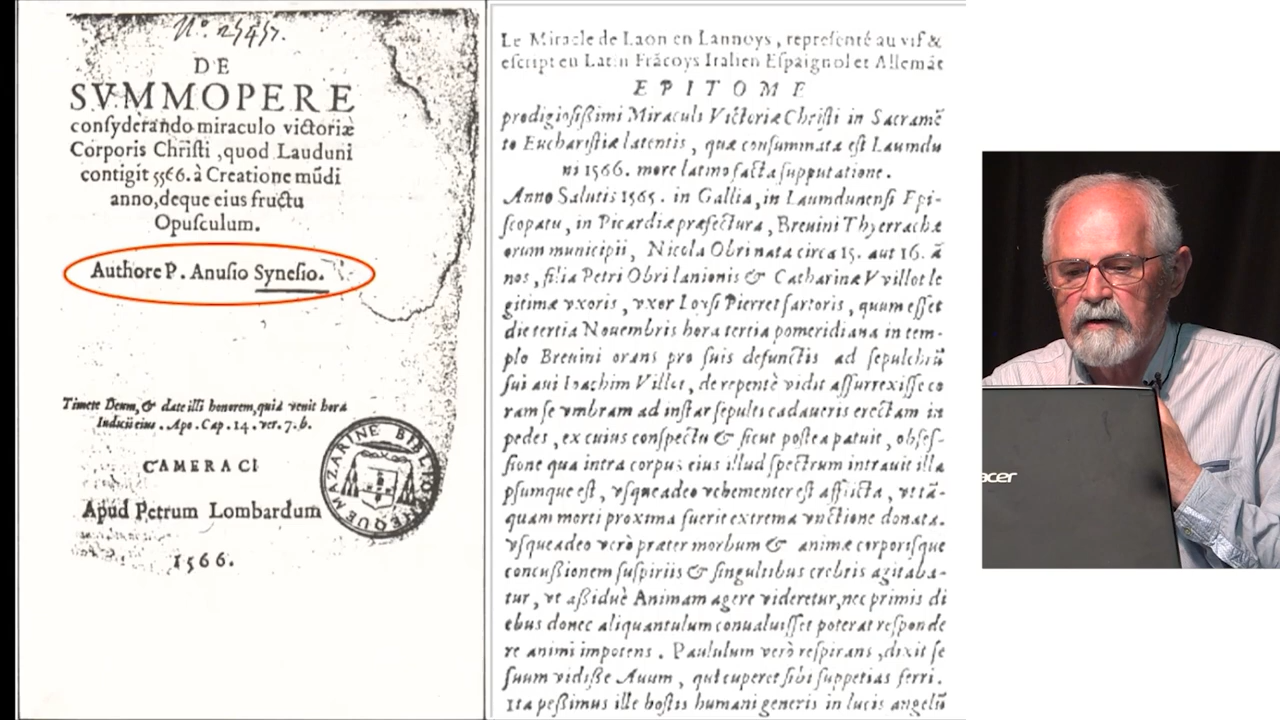 No. 25457.
DE
SVMMOPERE
conſyderando miraculo victoriæ
Corporis Chriſti ,quod Lauduni
contigit 5566. à Creatione mũdi
anno,deque eius fructu
Opuſculum.
Authore P. Anuſio Syneſio.
Timete Deum, & date illi honorem, quia venit hora
Iudicii eius . Apo . Cap . 14 . ver. 7. b.
CAMERACI
Apud Petrum Lombardum
1566.
BIBLIOTEQUE MAZARINE
Le Miracle de Laon en Lannoys , repreſenté au vif &
eſcript en Latin Frãcoys Italien Eſpaignol et Allemãt
EPITOME
prodigioſiſſimi Miraculi Victoriæ Chriſti in Sacramẽ
to Euchariſtiæ latentis , quæ conſummata eſt Laumdu
ni 1566. more latino facta ſupputatione.
Anno Salutis 1565. in Gallia, in Laumdunenſi Epi-
ſcopatu, in Picardiæ præfectura, Breuini Thyerrachæ
orum municipii, Nicola Obri nata circa 15. aut 16. ã
nos, filia Petri Obri lanionis & Catharinæ V villot le
gitimæ vxoris, vxor Loyſi Pierret ſartoris, quum eſſet
die tertia Nouembris hora tertia pomeridiana in tem-
plo Breuini orans pro ſuis defunctis ad ſepulchrũ
ſui aui Ioachim Villot, de repentè vidit aſſurrexiſſe co
ram ſe vmbram ad inſtar ſepulti cadaueris erectam in
pedes , ex cuius conſpectu & ſicut poſtea patuit, obſeſ-
ſione qua intra corpus eius illud ſpectrum intrauit illa
pſumque eſt, vſque adeo vehementer eſt afflicta, vt tã-
quam morti proxima fuerit extrema vnctione donata.
vſqueadeo verò præter morbum & animæ corporiſque
concuſſionem ſuſpiriis & ſingultibus crebris agitaba-
tur, vt aſſiduè Animam agere videretur,nec primis di
ebus donec aliquantulum conualuiſſet poterat reſponde
re animi impotens . Paululum verò reſpirans ,dixit ſe
ſuum vidiſſe Auum, qui cuperet ſibi ſuppetias ferri.
Ita peſſimus ille hoſtis humani generis in lucis angelũ
acer